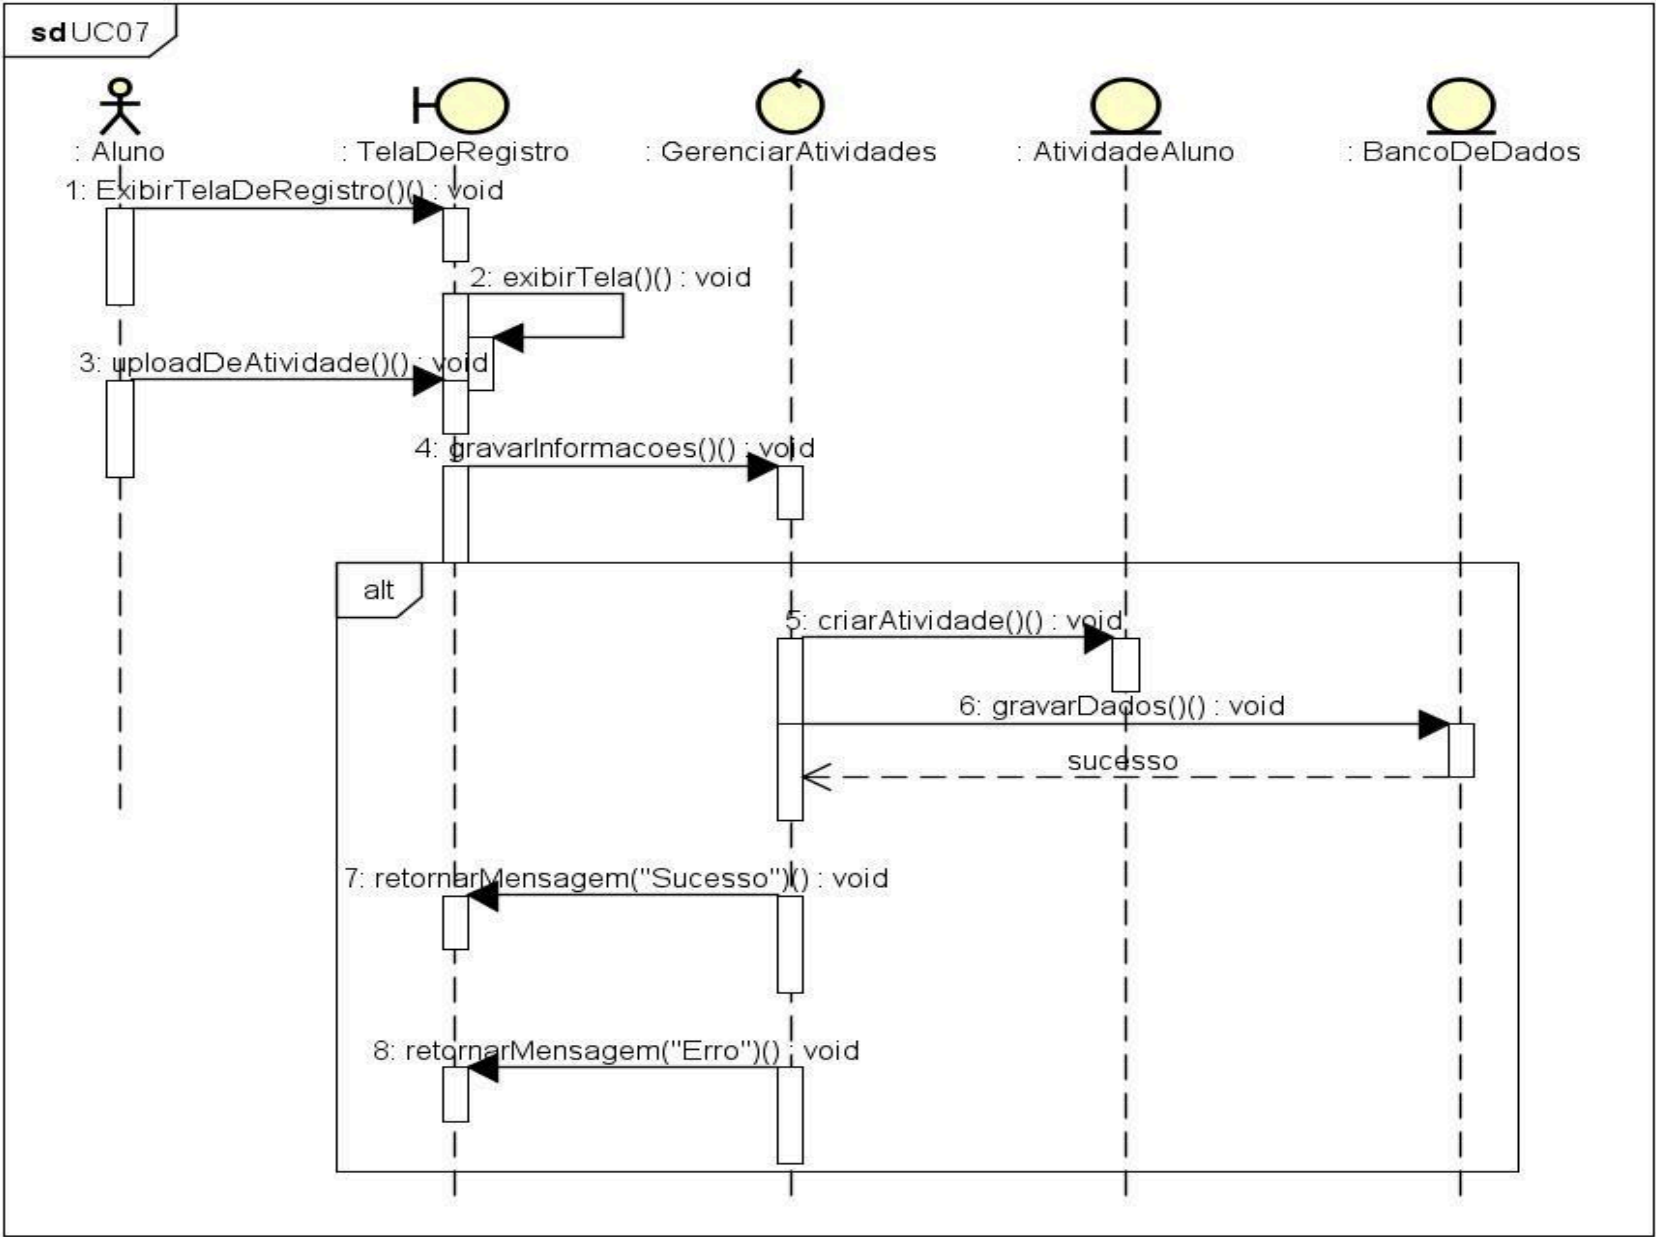 sd UC07
: Aluno
: TelaDeRegistro
: GerenciarAtividades
: AtividadeAluno
: BancoDeDados
1: ExibirTelaDeRegistro()() : void
2: exibirTela()() : void
3: uploadDeAtividade()() : void
4: gravarInformacoes()() : void
alt
5: criarAtividade()() : void
6: gravarDados()() : void
sucesso
7: retornarMensagem("Sucesso")() : void
8: retornarMensagem("Erro")() : void